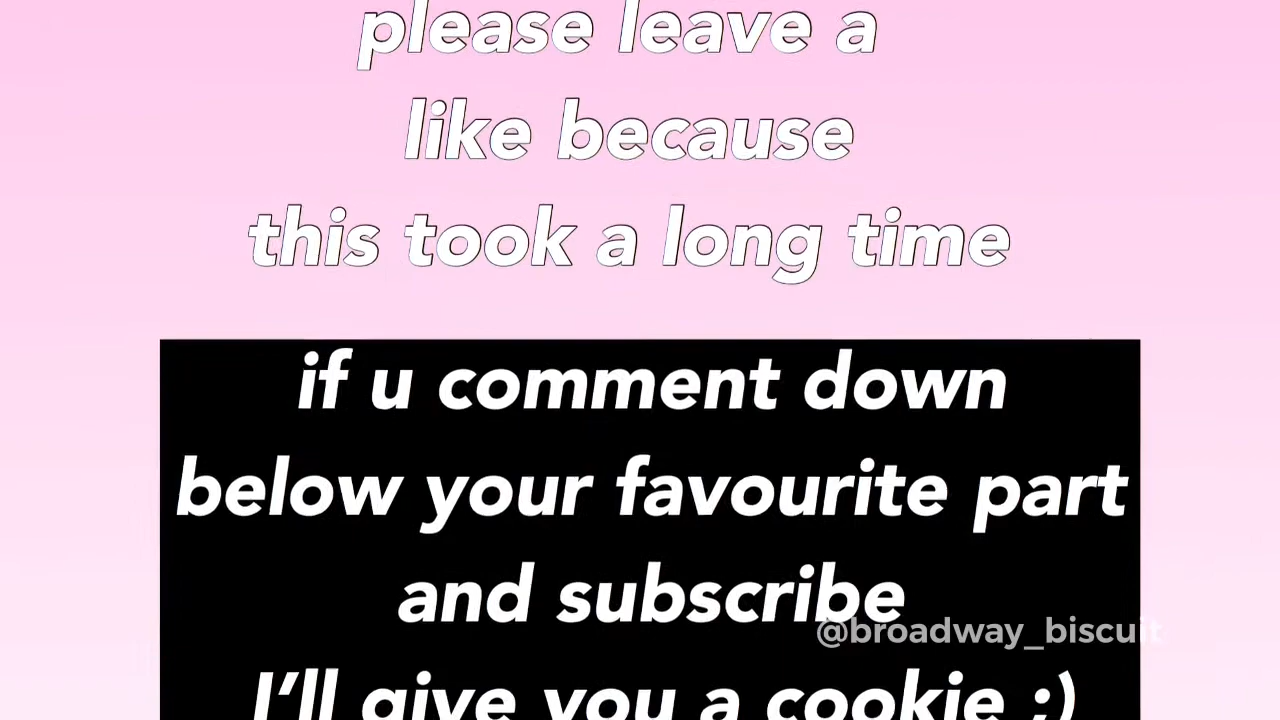 please leave a
like because
this took a long time
if u comment down
below your favourite part
and subscribe
@broadway_biscuit
I'll give you a cookie ;)